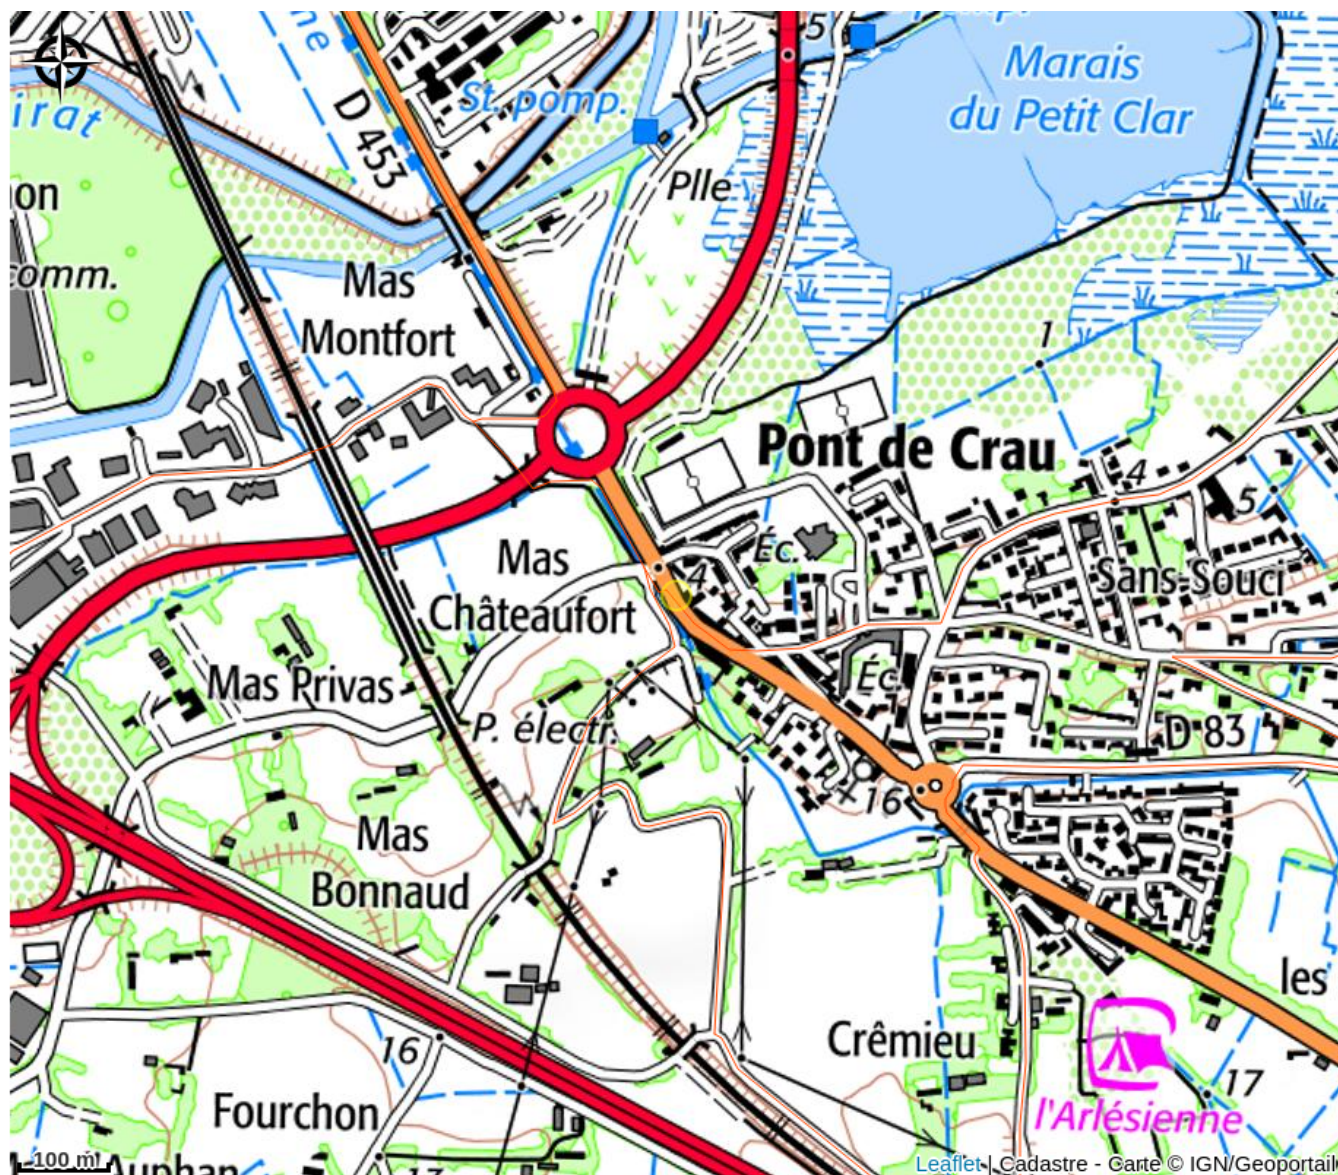 5
Marais
du Petit Clar
irat
St. pomp.
D 453
Plle
on
comm.
Mas
Montfort
1
Pont de Crau
4
5
Éc.
Mas
Châteaufort
4
Sans-Souci
Mas Privas
Éc.
P. électr.
D 83
16
Mas
Bonnaud
les
Crêmieu
16
17
Fourchon
l'Arlésienne
100 m
Auphan
Leaflet | Cadastre - Carte © IGN/Geoportail